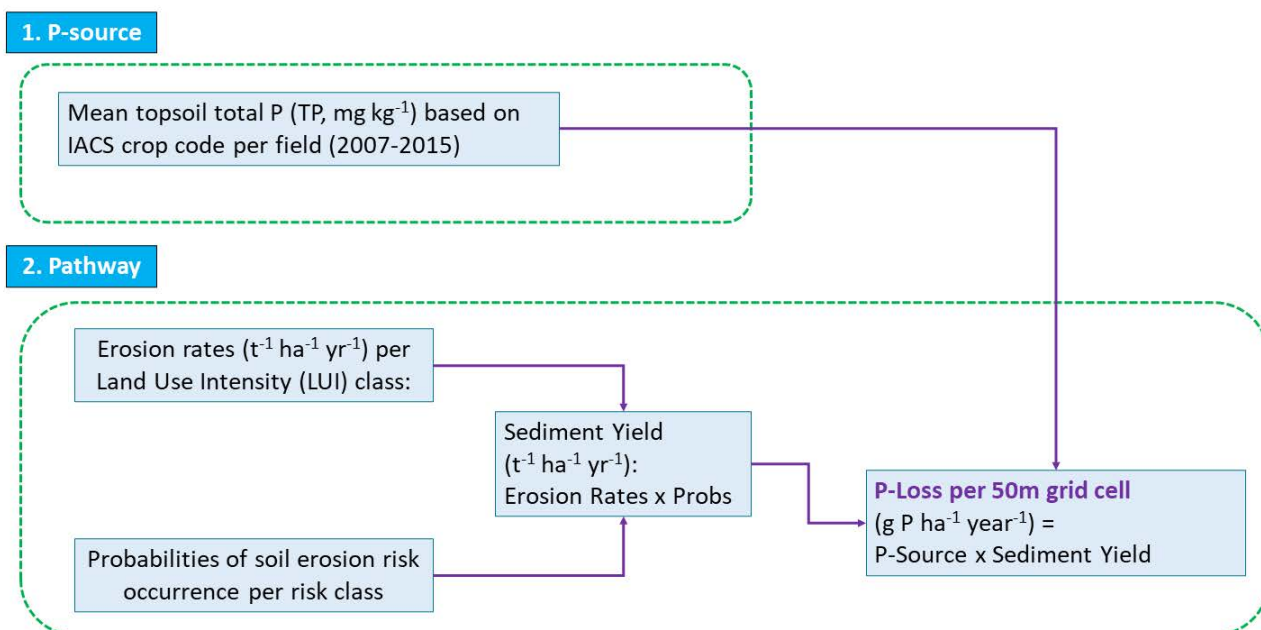 1. P-source
Mean topsoil total P (TP, mg kg⁻¹) based on
IACS crop code per field (2007-2015)
2. Pathway
Erosion rates (t⁻¹ ha⁻¹ yr⁻¹) per
Land Use Intensity (LUI) class:
Sediment Yield
(t⁻¹ ha⁻¹ yr⁻¹):
Erosion Rates x Probs
Probabilities of soil erosion risk
occurrence per risk class
P-Loss per 50m grid cell
(g P ha⁻¹ year⁻¹) =
P-Source x Sediment Yield